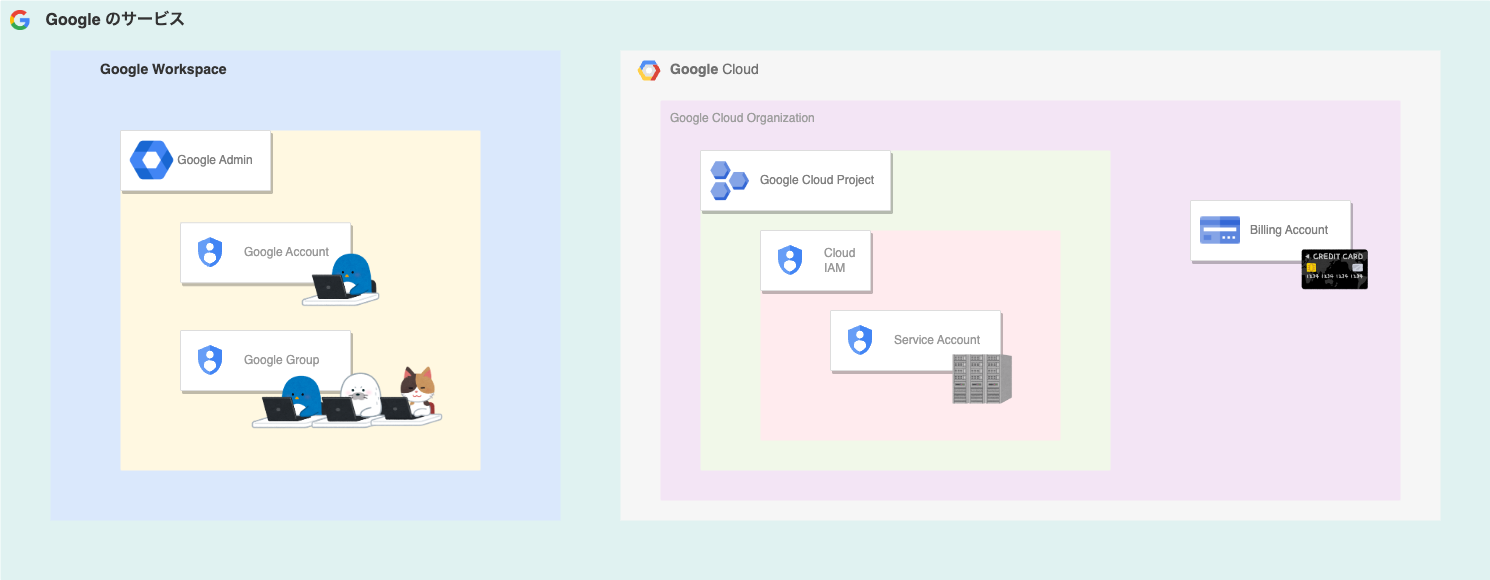 Google のサービス
Google Workspace
Google Admin
Google Account
Google Group
Google Cloud
Google Cloud Organization
Google Cloud Project
Cloud
IAM
Service Account
Billing Account
CREDIT CARD
1234 1234 1234 1234